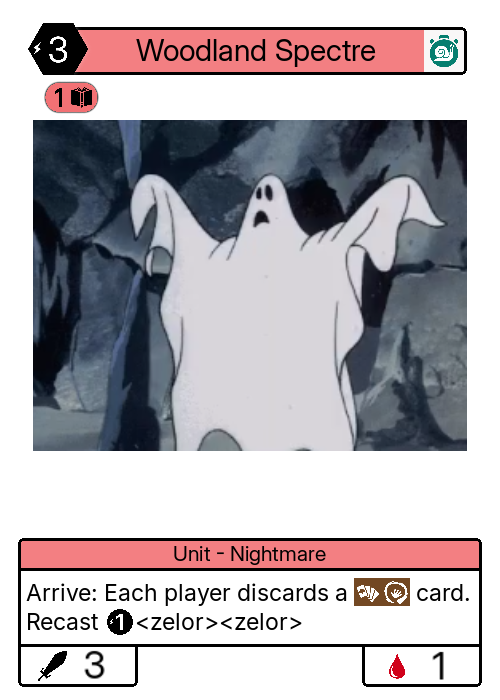 3
Woodland Spectre
1
Unit - Nightmare
Arrive: Each player discards a card.
Recast 1<zelor><zelor>
3
1